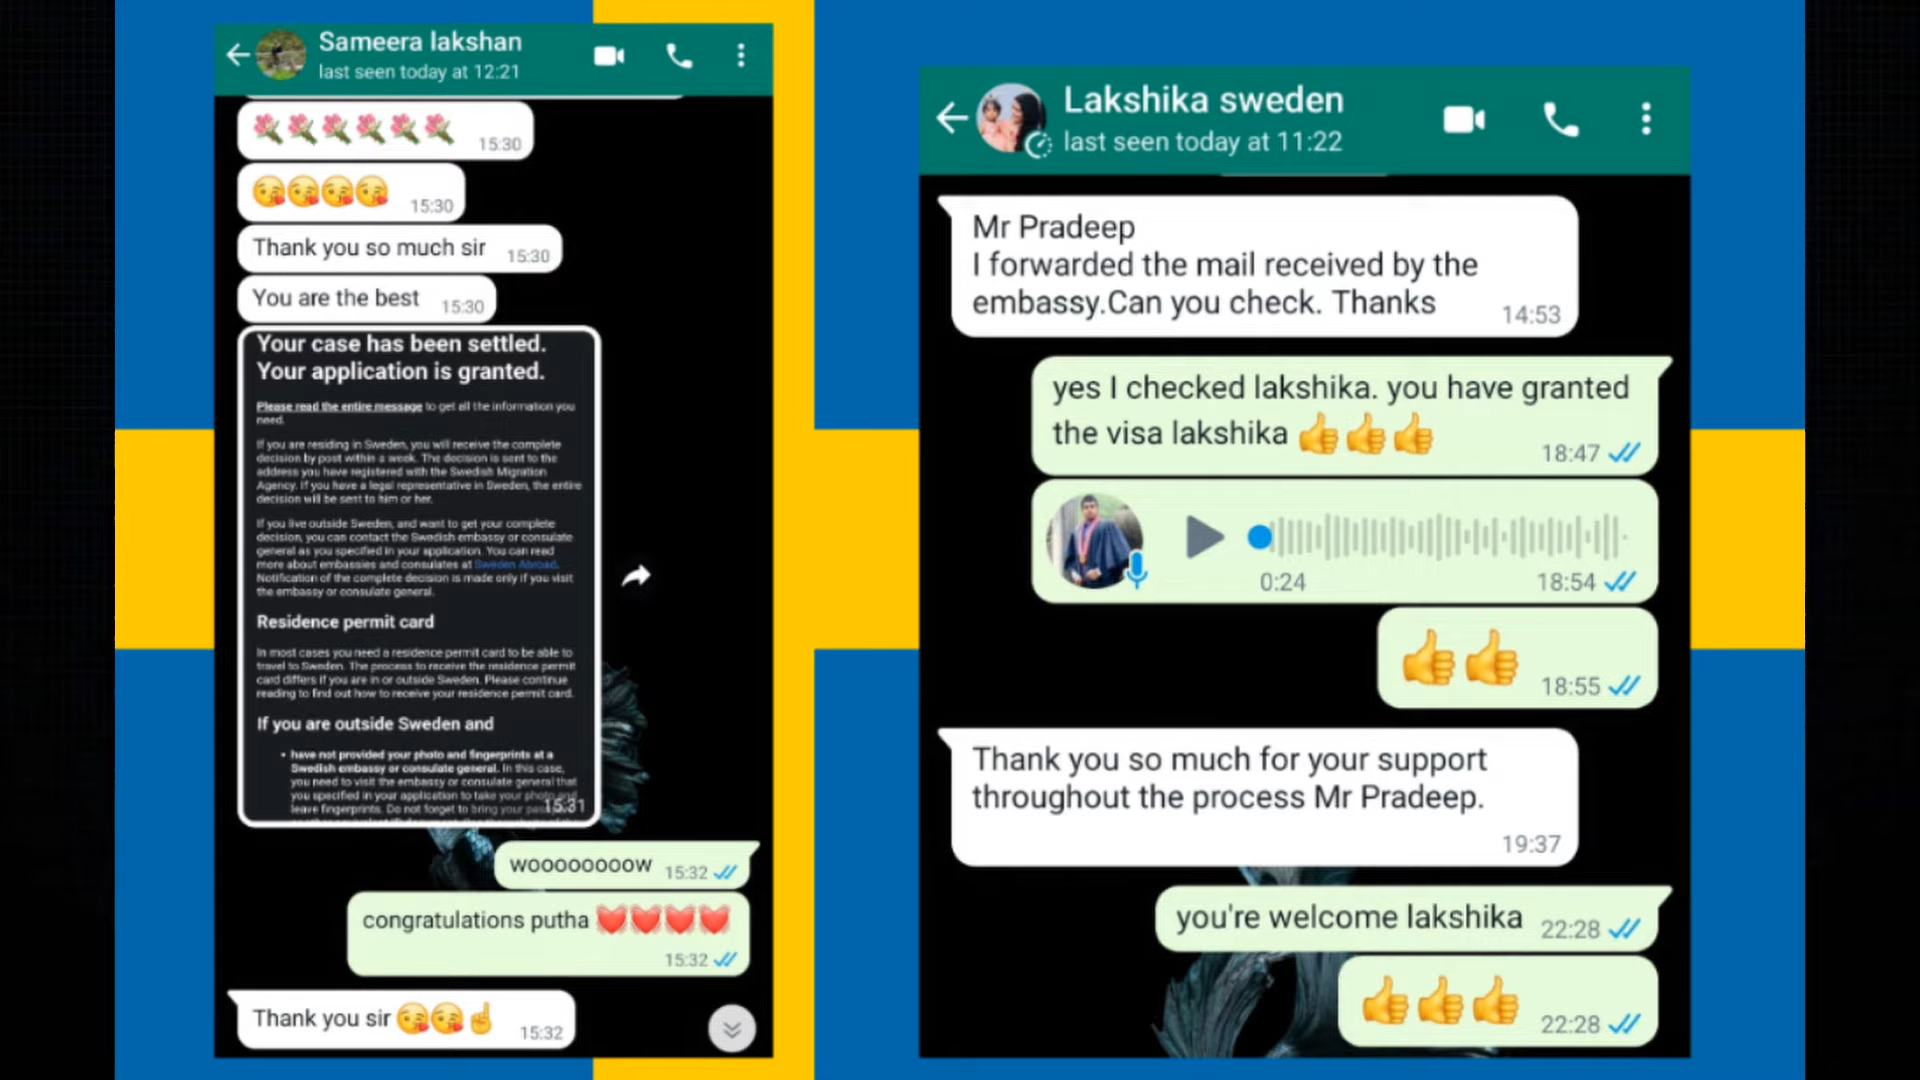 Sameera lakshan
last seen today at 12:21
15:30
15:30
Thank you so much sir 15:30
You are the best 15:30
Your case has been settled.
Your application is granted.
Please read the entire message to get all the information you
need.
If you are residing in Sweden, you will receive the complete
decision by post within a week. The decision is sent to the
address you have registered with the Swedish Migration
Agency. If you have a legal representative in Sweden, the entire
decision will be sent to him or her.
If you live outside Sweden, and want to get your complete
decision, you can contact the Swedish embassy or consulate
general as you specified in your application. You can read
more about embassies and consulates at Sweden Abroad.
Notification of the complete decision is made only if you visit
the embassy or consulate general.
Residence permit card
In most cases you need a residence permit card to be able to
travel to Sweden. The process to receive the residence permit
card differs if you are in or outside Sweden. Please continue
reading to find out how to receive your residence permit card.
If you are outside Sweden and
• have not provided your photo and fingerprints at a
Swedish embassy or consulate general. In this case,
you need to visit the embassy or consulate general that
you specified in your application to take your photo and
leave fingerprints. Do not forget to bring your
15:31
wooooooooow 15:32
congratulations putha
15:32
Thank you sir 15:32
Lakshika sweden
last seen today at 11:22
Mr Pradeep
I forwarded the mail received by the
embassy.Can you check. Thanks 14:53
yes I checked lakshika. you have granted
the visa lakshika
18:47
0:24 18:54
18:55
Thank you so much for your support
throughout the process Mr Pradeep.
19:37
you're welcome lakshika 22:28
22:28